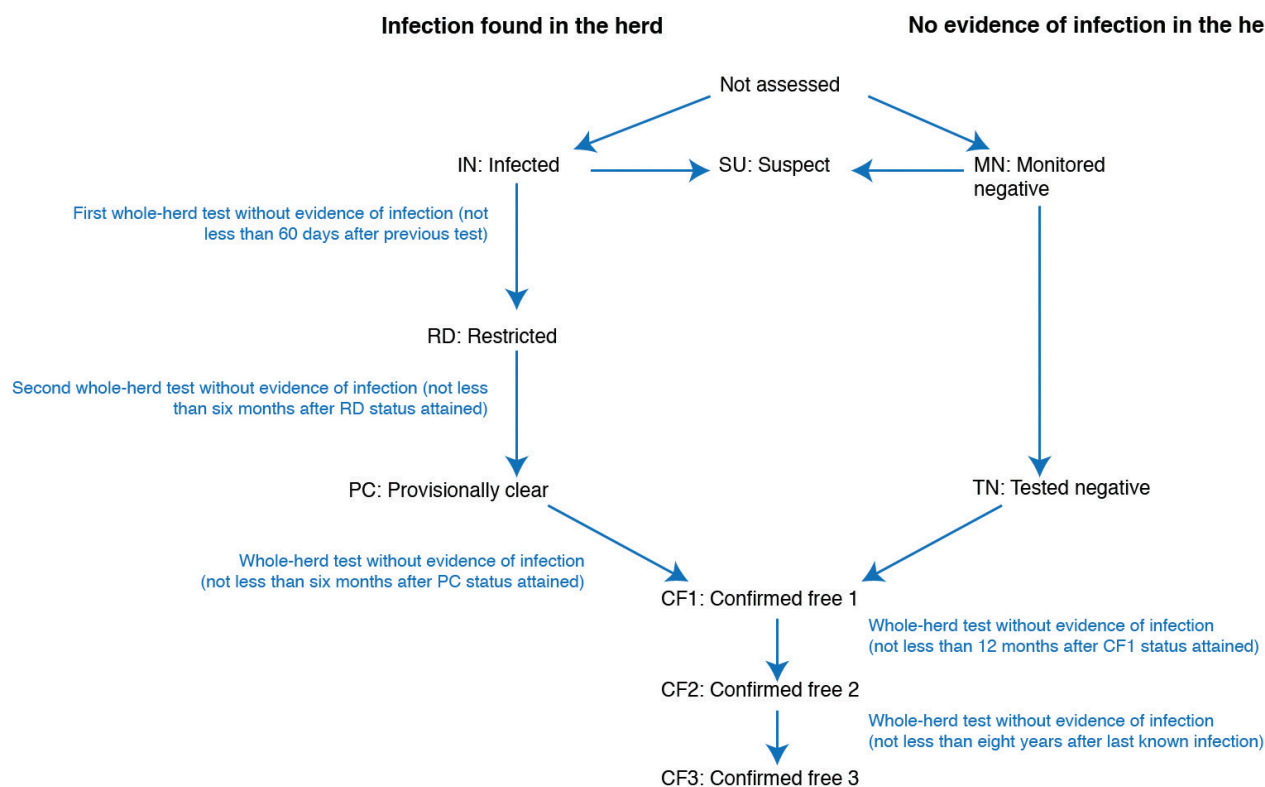 Infection found in the herd
No evidence of infection in the he
Not assessed
IN: Infected
SU: Suspect
MN: Monitored
negative
First whole-herd test without evidence of infection (not
less than 60 days after previous test)
RD: Restricted
Second whole-herd test without evidence of infection (not less
than six months after RD status attained)
PC: Provisionally clear
TN: Tested negative
Whole-herd test without evidence of infection
(not less than six months after PC status attained)
CF1: Confirmed free 1
Whole-herd test without evidence of infection
(not less than 12 months after CF1 status attained)
CF2: Confirmed free 2
Whole-herd test without evidence of infection
(not less than eight years after last known infection)
CF3: Confirmed free 3